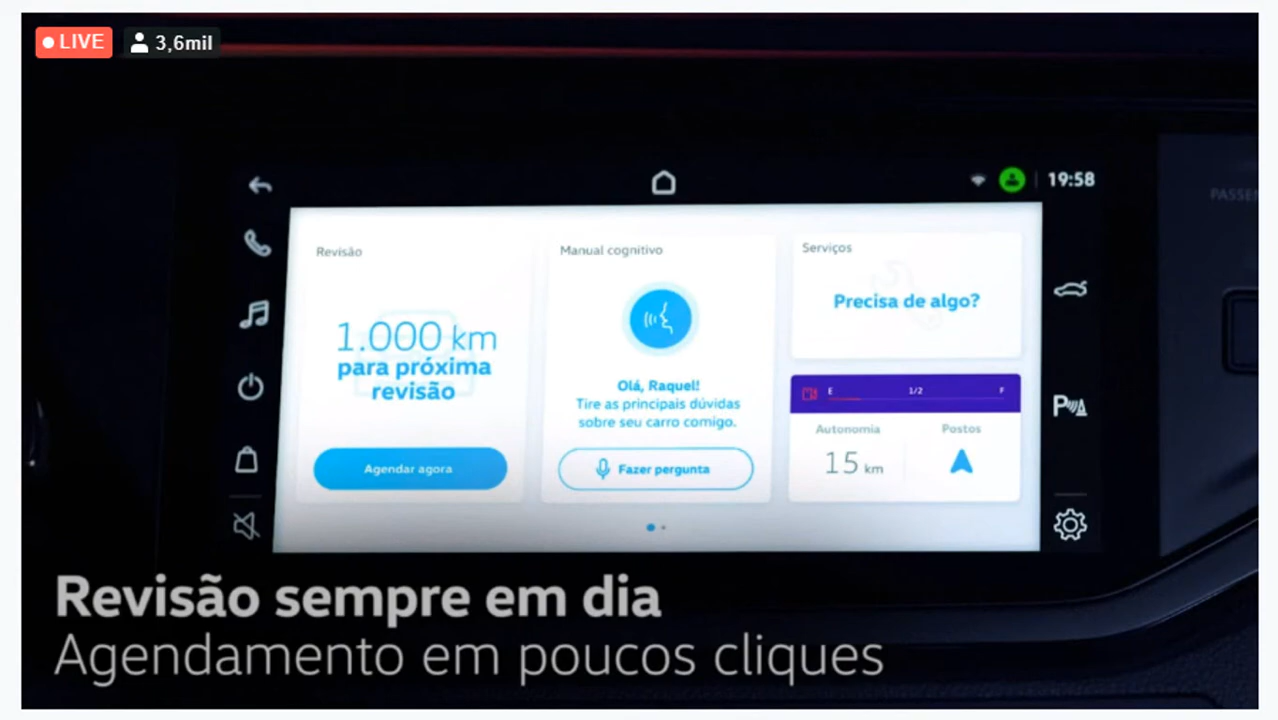 LIVE 3,6mil
19:58
PASSEN
Revisão
1.000 km
para próxima
revisão
Agendar agora
Manual cognitivo
Olá, Raquel!
Tire as principais dúvidas
sobre seu carro comigo.
Fazer pergunta
Serviços
Precisa de algo?
E 1/2 F
Autonomia
15 km
Postos
P
Revisão sempre em dia
Agendamento em poucos cliques